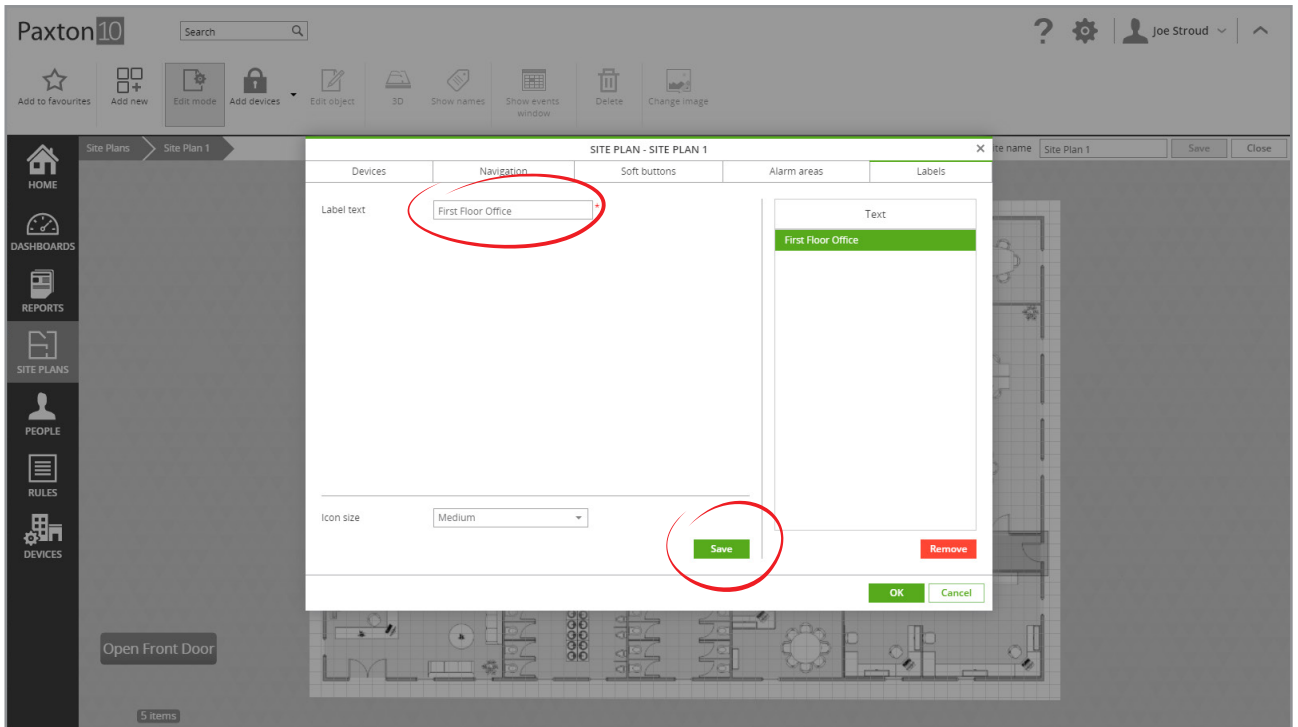 Paxton10
Search
Joe Stroud
Add to favourites
Add new
Edit mode
Add devices
Edit object
3D
Show names
Show events
window
Delete
Change image
HOME
DASHBOARDS
REPORTS
SITE PLANS
PEOPLE
RULES
DEVICES
Site Plans
Site Plan 1
ite name
Site Plan 1
Save
Close
SITE PLAN - SITE PLAN 1
Devices
Navigation
Soft buttons
Alarm areas
Labels
Label text
First Floor Office
*
Text
First Floor Office
Icon size
Medium
Save
Remove
OK
Cancel
Open Front Door
5 items